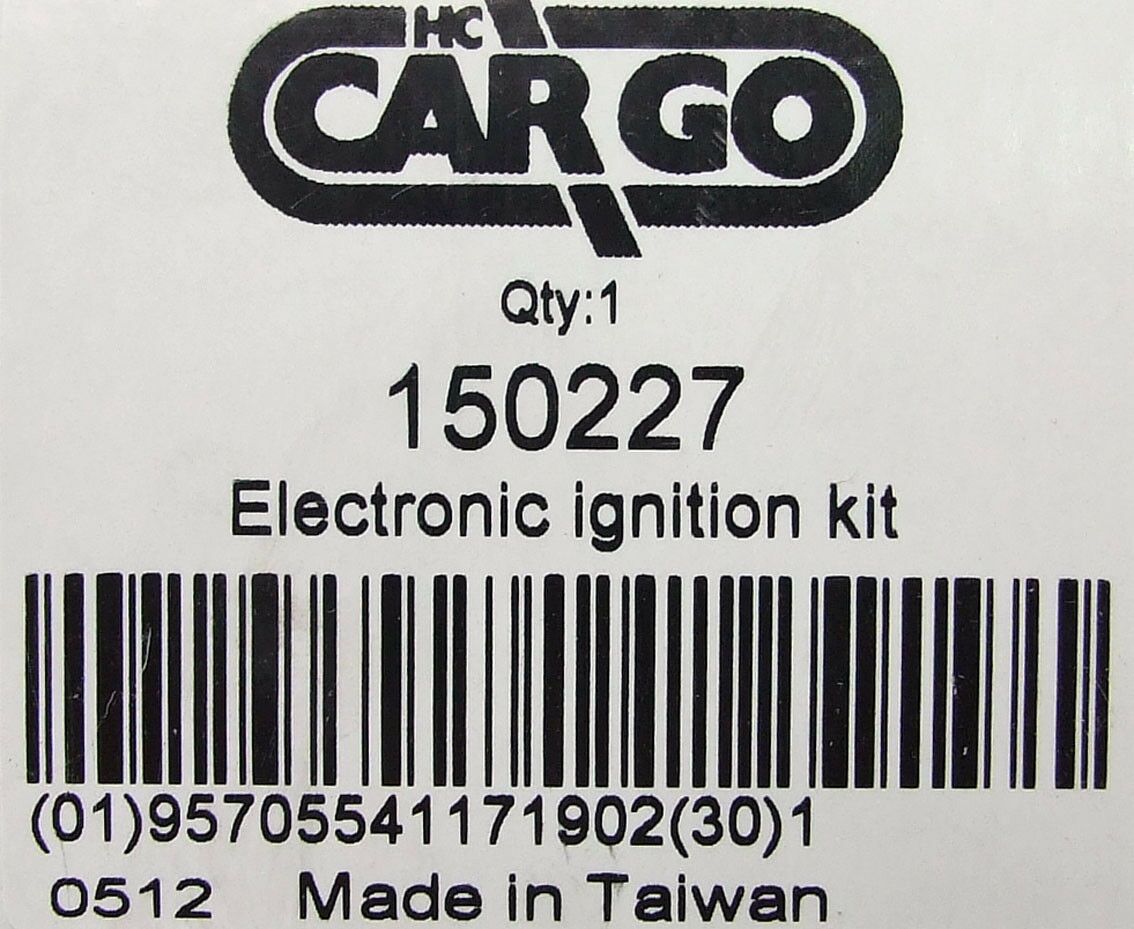 HC
CARGO
Qty:1
150227
Electronic ignition kit
(01)95705541171902(30)1
0512 Made in Taiwan